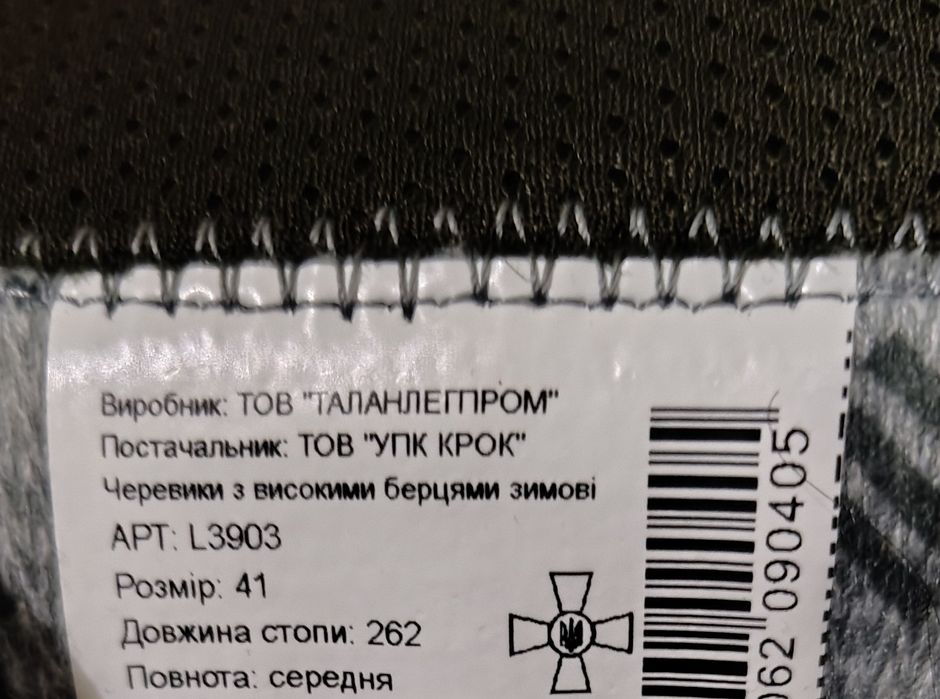 Виробник: ТОВ "ТАЛАНЛЕГПРОМ"
Постачальник: ТОВ "УПК КРОК"
Черевики з високими берцями зимові
АРТ: L3903
Розмір: 41
Довжина стопи: 262
Повнота: середня
62 090405